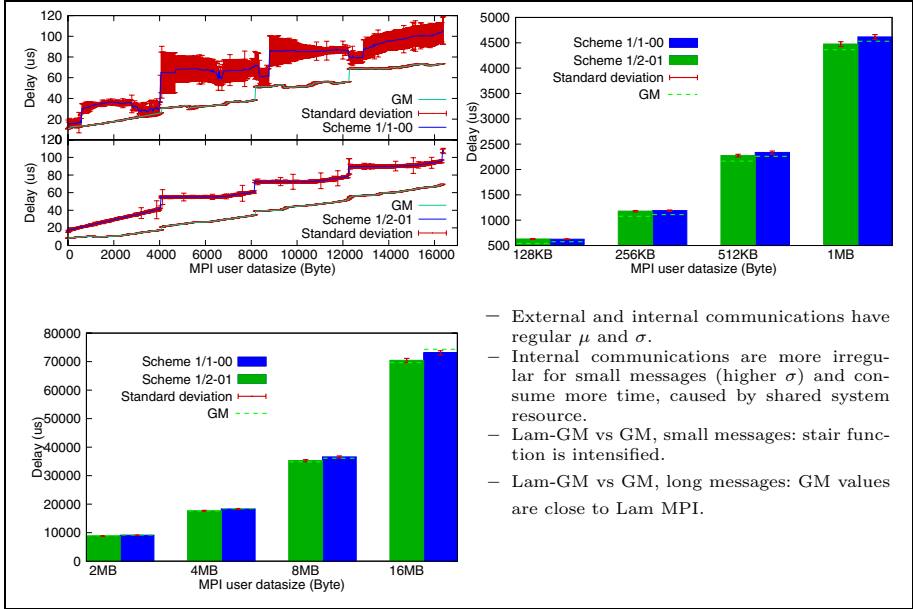 120
100
80
60
40
20
Delay (us)
GM
Standard deviation
Scheme 1/1-00
120
100
80
60
40
20
0
Delay (us)
GM
Scheme 1/2-01
Standard deviation
0 2000 4000 6000 8000 10000 12000 14000 16000
MPI user datasize (Byte)
5000
4500
4000
3500
3000
2500
2000
1500
1000
500
Delay (us)
Scheme 1/1-00
Scheme 1/2-01
Standard deviation
GM
128KB 256KB 512KB 1MB
MPI user datasize (Byte)
80000
70000
60000
50000
40000
30000
20000
10000
0
Delay (us)
Scheme 1/1-00
Scheme 1/2-01
Standard deviation
GM
2MB 4MB 8MB 16MB
MPI user datasize (Byte)
– External and internal communications have
regular μ and σ.
– Internal communications are more irregu-
lar for small messages (higher σ) and con-
sume more time, caused by shared system
resource.
– Lam-GM vs GM, small messages: stair func-
tion is intensified.
– Lam-GM vs GM, long messages: GM values
are close to Lam MPI.